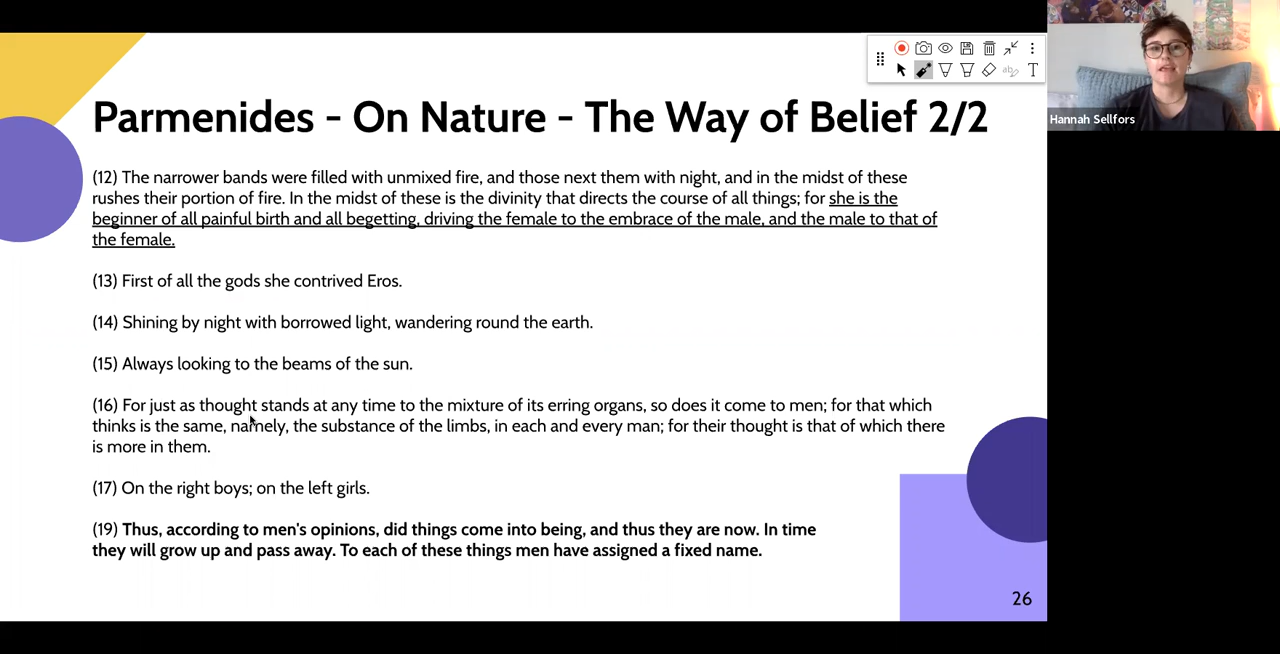 Parmenides - On Nature - The Way of Belief 2/2
Hannah Sellfors
(12) The narrower bands were filled with unmixed fire, and those next them with night, and in the midst of these
rushes their portion of fire. In the midst of these is the divinity that directs the course of all things; for she is the
beginner of all painful birth and all begetting, driving the female to the embrace of the male, and the male to that of
the female.
(13) First of all the gods she contrived Eros.
(14) Shining by night with borrowed light, wandering round the earth.
(15) Always looking to the beams of the sun.
(16) For just as thought stands at any time to the mixture of its erring organs, so does it come to men; for that which
thinks is the same, namely, the substance of the limbs, in each and every man; for their thought is that of which there
is more in them.
(17) On the right boys; on the left girls.
(19) Thus, according to men's opinions, did things come into being, and thus they are now. In time
they will grow up and pass away. To each of these things men have assigned a fixed name.
26